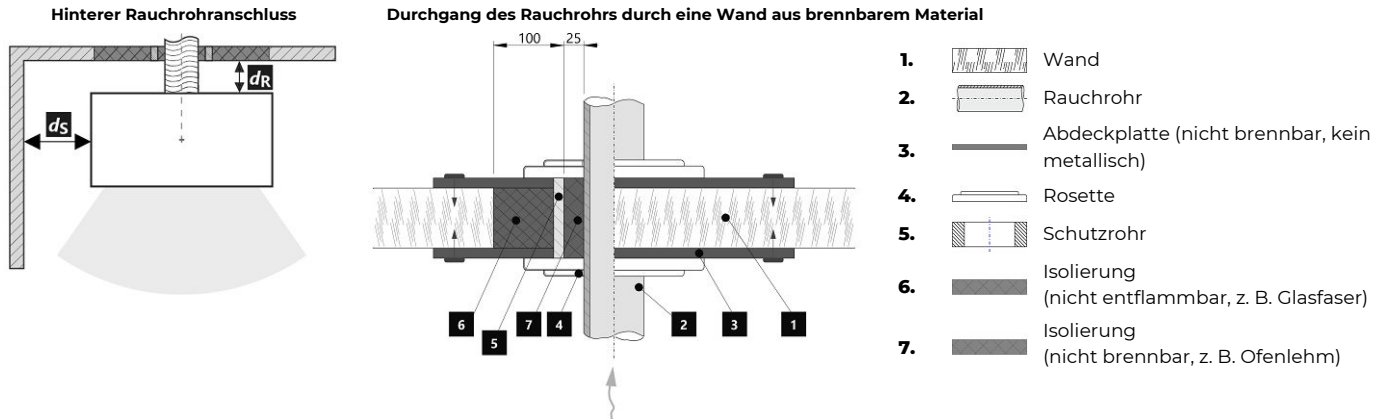 Hinterer Rauchrohranschluss
dR
dS
Durchgang des Rauchrohrs durch eine Wand aus brennbarem Material
100 25
6 5 7 4 2 3 1
1. Wand
2. Rauchrohr
3. Abdeckplatte (nicht brennbar, kein
metallisch)
4. Rosette
5. Schutzrohr
6. Isolierung
(nicht entflammbar, z. B. Glasfaser)
7. Isolierung
(nicht brennbar, z. B. Ofenlehm)